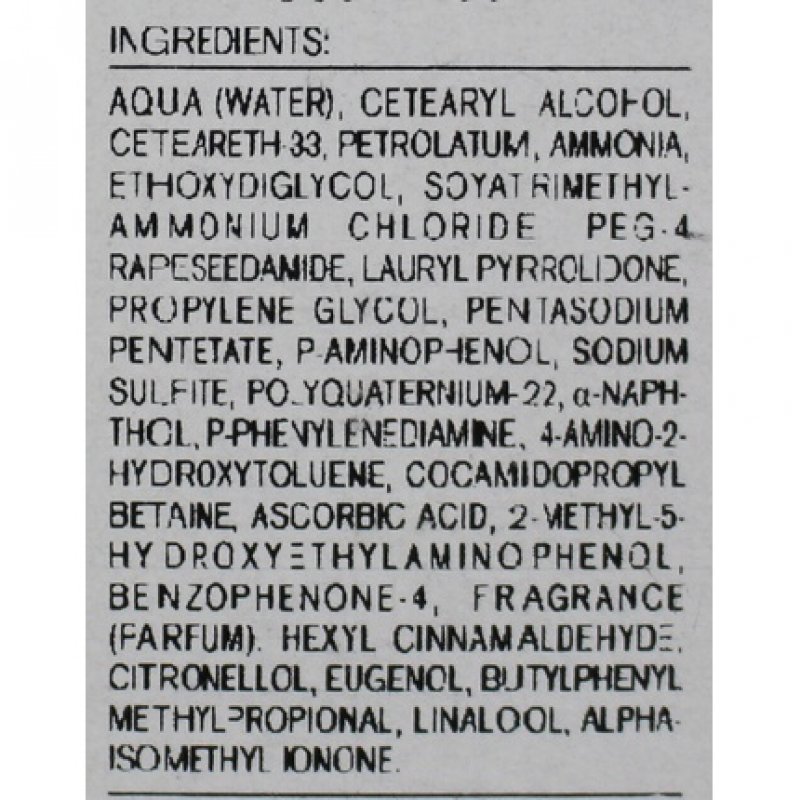 INGREDIENTS:
AQUA (WATER), CETEARYL ALCOHOL,
CETEARETH-33, PETROLATUM, AMMONIA,
ETHOXYDIGLYCOL, SOYATRIMETHYL-
AMMONIUM CHLORIDE PEG-4
RAPESEEDAMIDE, LAURYL PYRROLIDONE,
PROPYLENE GLYCOL, PENTASODIUM
PENTETATE, P-AMINOPHENOL, SODIUM
SULFITE, POLYQUATERNIUM-22, α-NAPH-
THOL, P-PHENYLENEDIAMINE, 4-AMINO-2-
HYDROXYTOLUENE, COCAMIDOPROPYL
BETAINE, ASCORBIC ACID, 2-METHYL-5-
HYDROXYETHYLAMINOPHENOL,
BENZOPHENONE-4, FRAGRANCE
(PARFUM). HEXYL CINNAMALDEHYDE,
CITRONELLOL, EUGENOL, BUTYLPHENYL
METHYLPROPIONAL, LINALOOL, ALPHA-
ISOMETHYL IONONE.